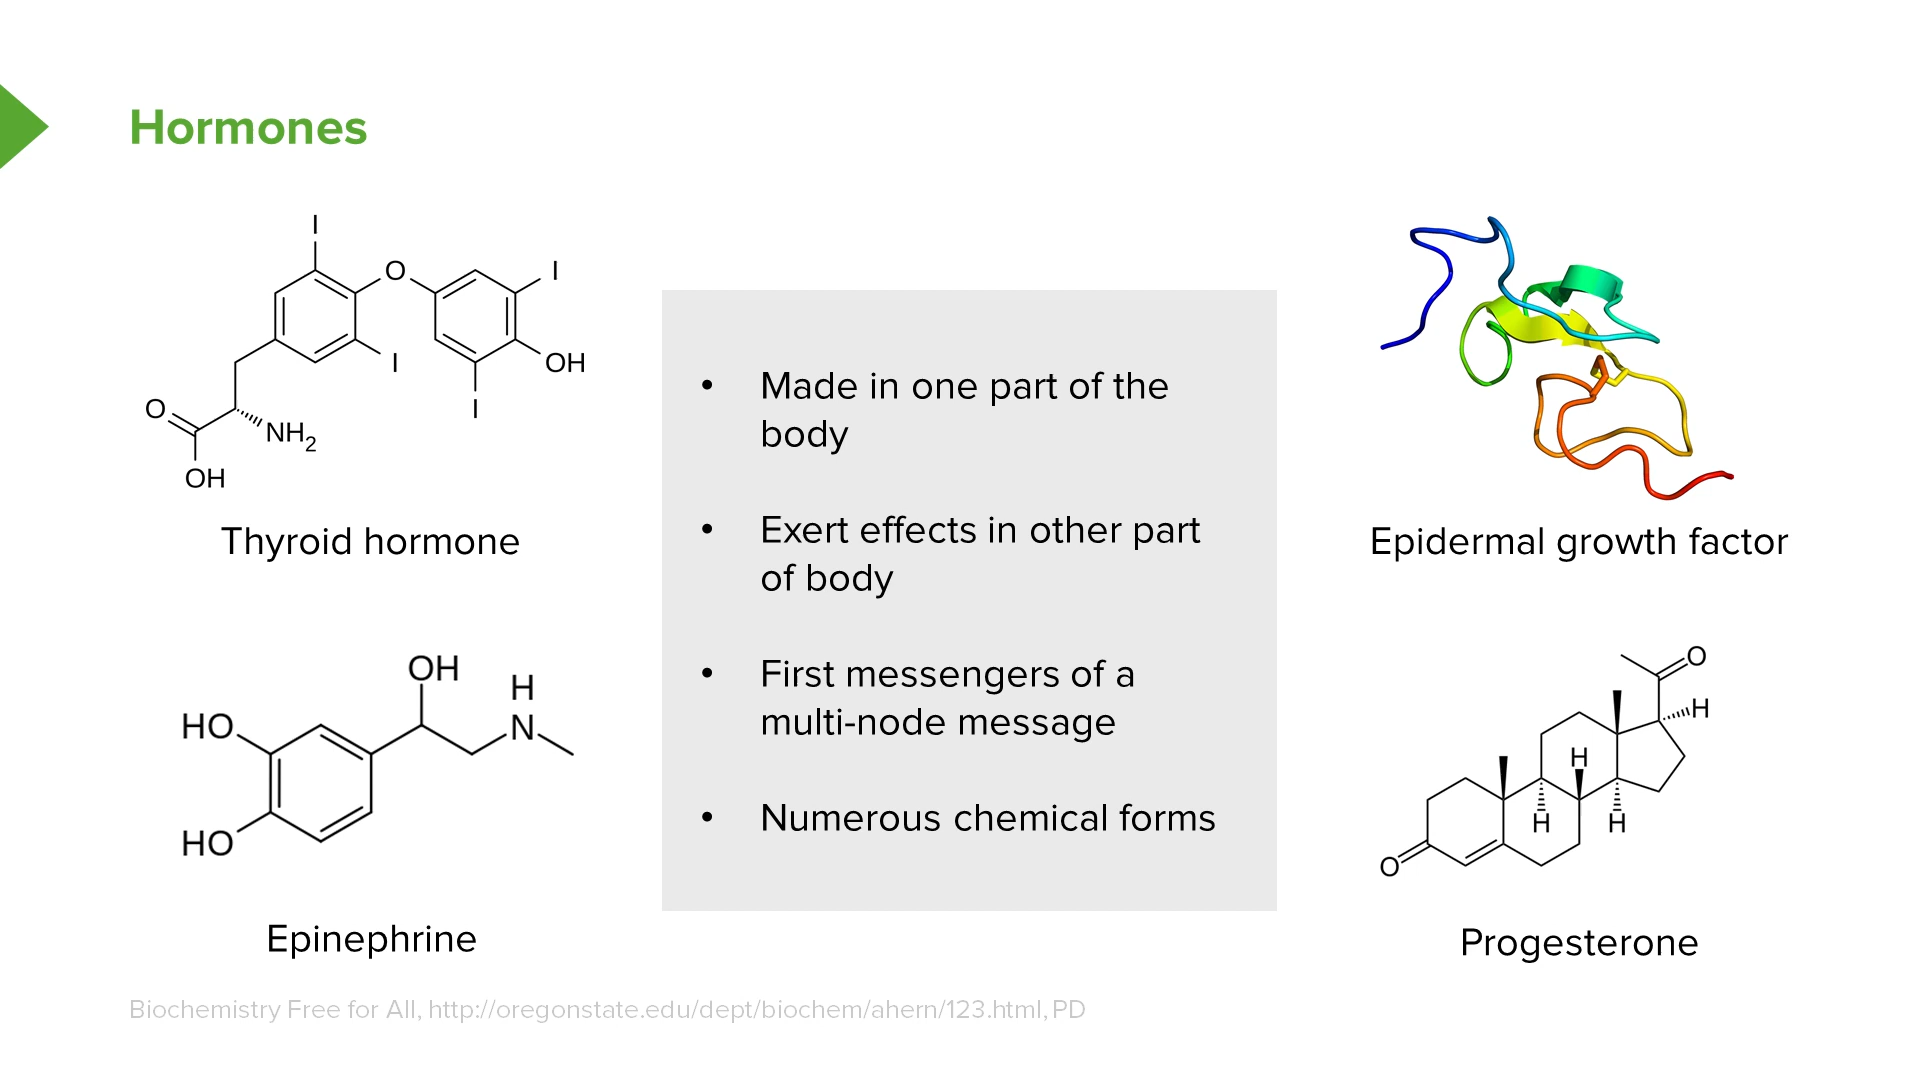 Hormones
I
O
I
I
OH
I
O
NH2
OH
Thyroid hormone
OH
H
HO
N
HO
Epinephrine
• Made in one part of the
body
• Exert effects in other part
of body
• First messengers of a
multi-node message
• Numerous chemical forms
Epidermal growth factor
O
H
H
H
H
O
Progesterone
Biochemistry Free for All, http://oregonstate.edu/dept/biochem/ahern/123.html, PD